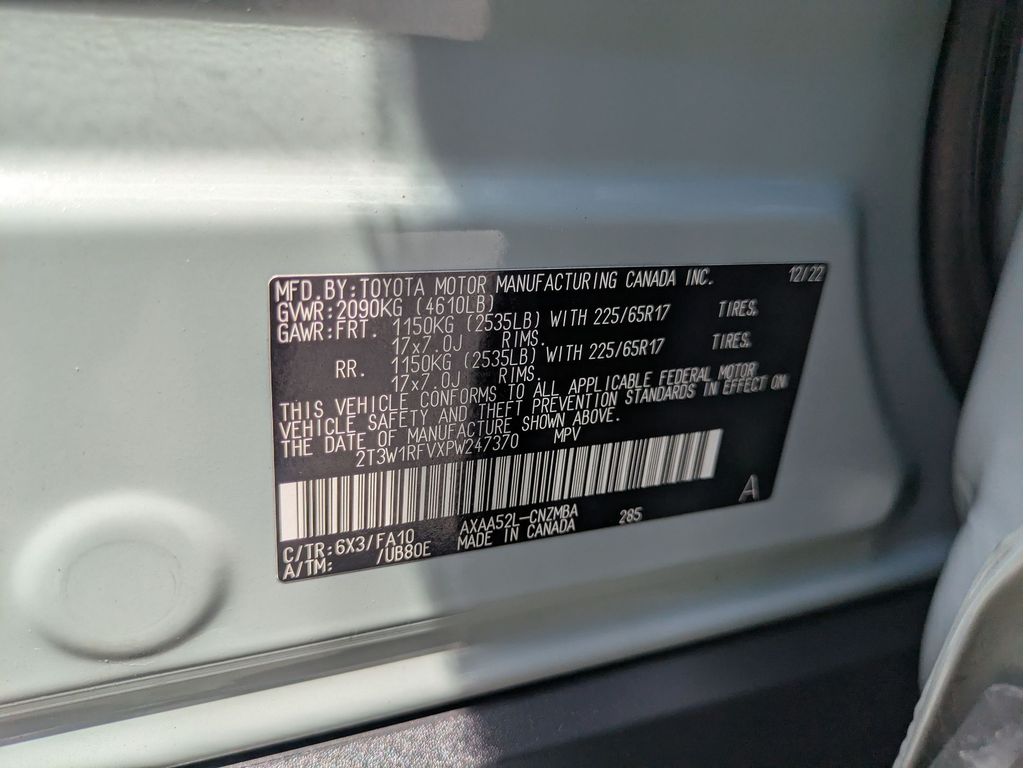 MFD. BY: TOYOTA MOTOR MANUFACTURING CANADA INC. 12/22
GVWR: 2090KG (4610LB)
GAWR: FRT. 1150KG (2535LB) WITH 225/65R17 TIRES,
17x7.0J RIMS.
RR. 1150KG (2535LB) WITH 225/65R17 TIRES,
17x7.0J RIMS.
THIS VEHICLE CONFORMS TO ALL APPLICABLE FEDERAL MOTOR
VEHICLE SAFETY AND THEFT PREVENTION STANDARDS IN EFFECT ON
THE DATE OF MANUFACTURE SHOWN ABOVE.
2T3W1RFVXPW247370 MPV
A
C/TR: 6X3/FA10 AXAA52L-CNZMBA 285
A/TM: /UB80E MADE IN CANADA